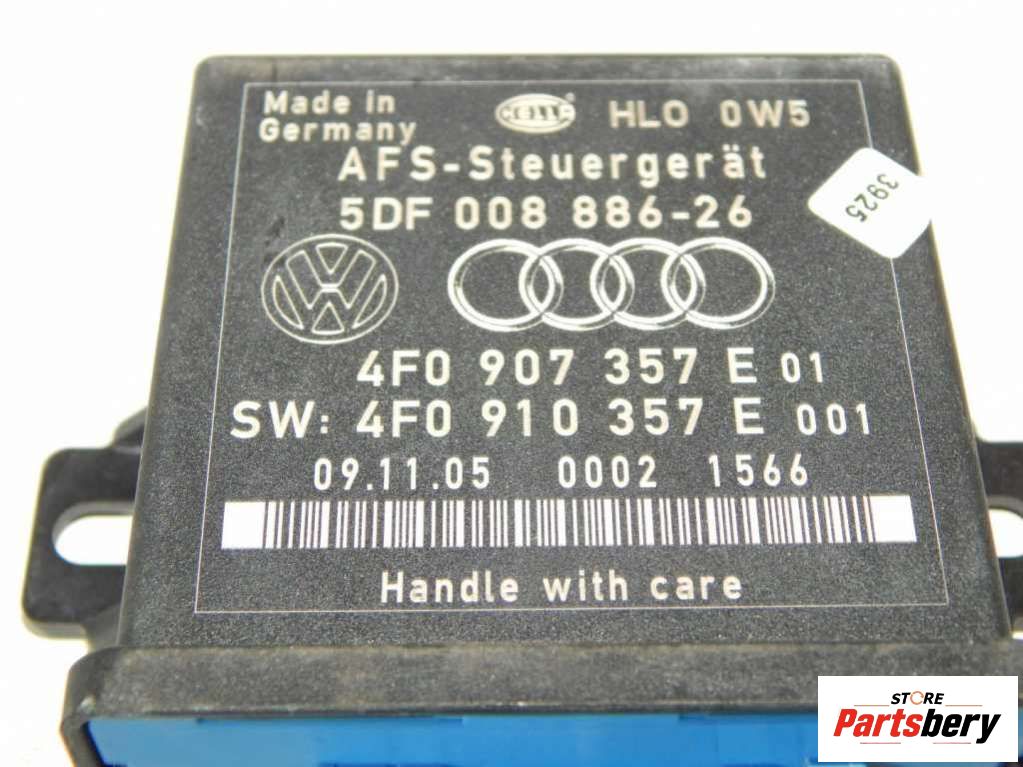 Made in
Germany
HELLA
®
HLO 0W5
AFS-Steuergerät
5DF 008 886-26
3925
4F0 907 357 E 01
SW: 4F0 910 357 E 001
09.11.05 0002 1566
Handle with care
STORE
Partsbery